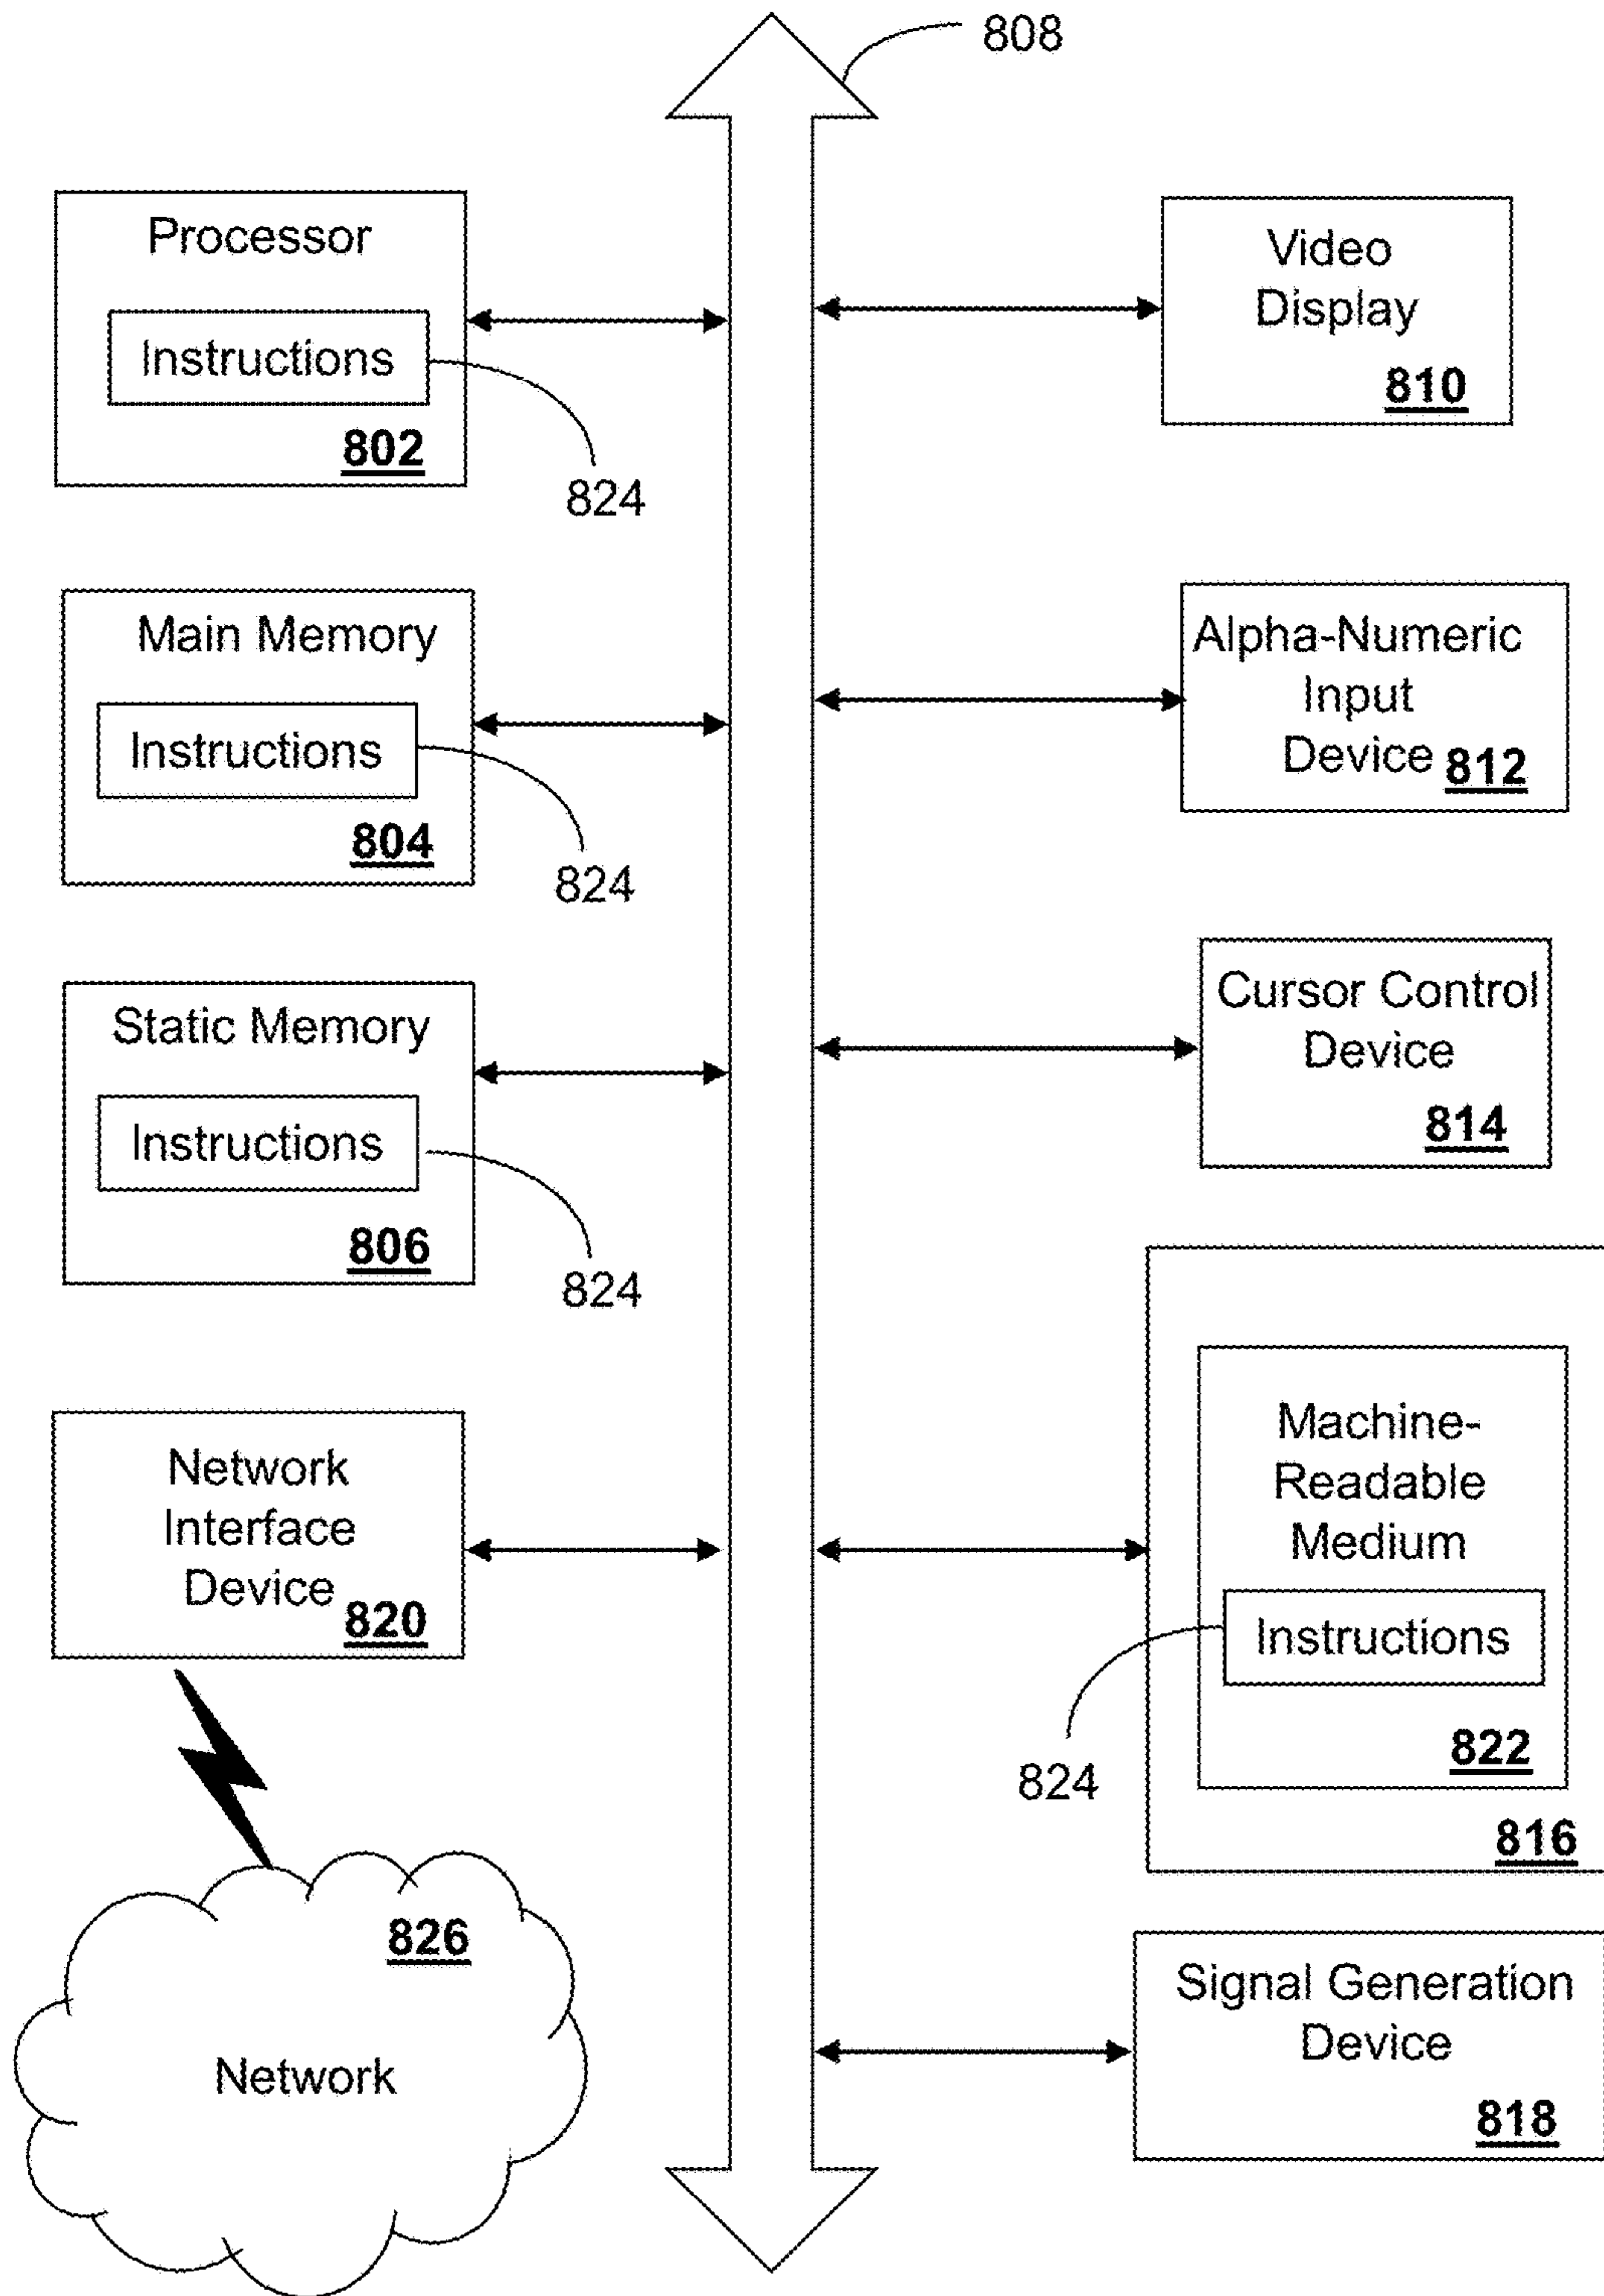 808
Processor
Instructions
802
824
Main Memory
Instructions
804
824
Static Memory
Instructions
806
824
Network
Interface
Device
820
826
Network
Video
Display
810
Alpha-Numeric
Input
Device 812
Cursor Control
Device
814
Machine-
Readable
Medium
Instructions
822
824
816
Signal Generation
Device
818